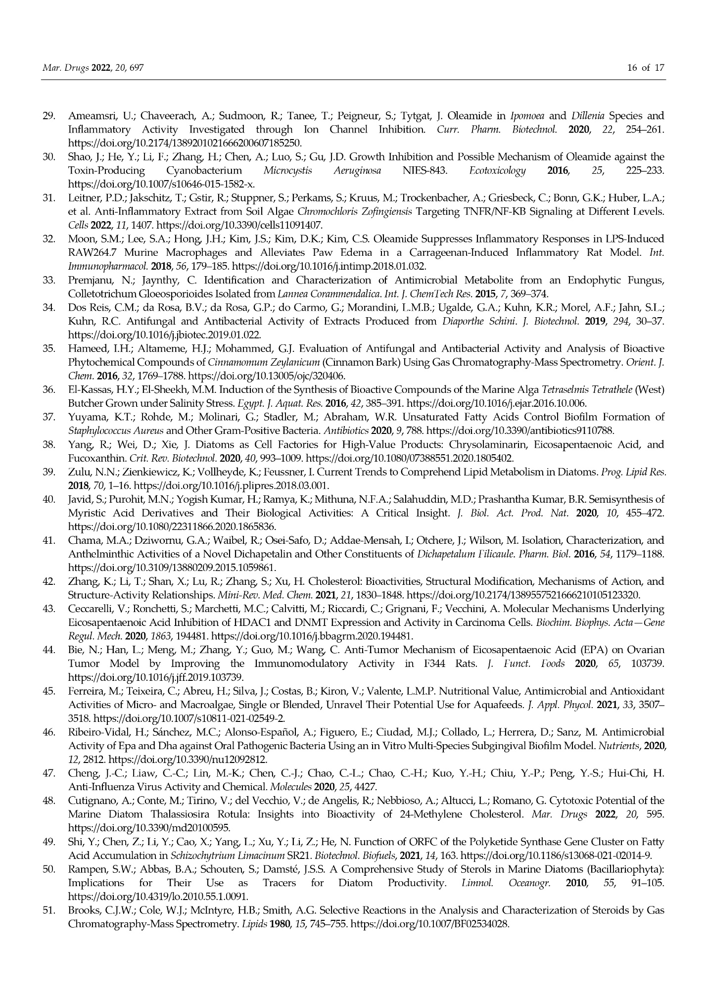 Mar. Drugs 2022, 20, 697
16 of 17
29. Ameamsri, U.; Chaveerach, A.; Sudmoon, R.; Tanee, T.; Peigneur, S.; Tytgat, J. Oleamide in Ipomoea and Dillenia Species and
Inflammatory Activity Investigated through Ion Channel Inhibition. Curr. Pharm. Biotechnol. 2020, 22, 254–261.
https://doi.org/10.2174/1389201021666200607185250.
30. Shao, J.; He, Y.; Li, F.; Zhang, H.; Chen, A.; Luo, S.; Gu, J.D. Growth Inhibition and Possible Mechanism of Oleamide against the
Toxin-Producing Cyanobacterium Microcystis Aeruginosa NIES-843. Ecotoxicology 2016, 25, 225–233.
https://doi.org/10.1007/s10646-015-1582-x.
31. Leitner, P.D.; Jakschitz, T.; Gstir, R.; Stuppner, S.; Perkams, S.; Kruus, M.; Trockenbacher, A.; Griesbeck, C.; Bonn, G.K.; Huber, L.A.;
et al. Anti-Inflammatory Extract from Soil Algae Chromochloris Zofingiensis Targeting TNFR/NF-KB Signaling at Different Levels.
Cells 2022, 11, 1407. https://doi.org/10.3390/cells11091407.
32. Moon, S.M.; Lee, S.A.; Hong, J.H.; Kim, J.S.; Kim, D.K.; Kim, C.S. Oleamide Suppresses Inflammatory Responses in LPS-Induced
RAW264.7 Murine Macrophages and Alleviates Paw Edema in a Carrageenan-Induced Inflammatory Rat Model. Int.
Immunopharmacol. 2018, 56, 179–185. https://doi.org/10.1016/j.intimp.2018.01.032.
33. Premjanu, N.; Jaynthy, C. Identification and Characterization of Antimicrobial Metabolite from an Endophytic Fungus,
Colletotrichum Gloeosporioides Isolated from Lannea Corammendalica. Int. J. ChemTech Res. 2015, 7, 369–374.
34. Dos Reis, C.M.; da Rosa, B.V.; da Rosa, G.P.; do Carmo, G.; Morandini, L.M.B.; Ugalde, G.A.; Kuhn, K.R.; Morel, A.F.; Jahn, S.L.;
Kuhn, R.C. Antifungal and Antibacterial Activity of Extracts Produced from Diaporthe Schini. J. Biotechnol. 2019, 294, 30–37.
https://doi.org/10.1016/j.jbiotec.2019.01.022.
35. Hameed, I.H.; Altameme, H.J.; Mohammed, G.J. Evaluation of Antifungal and Antibacterial Activity and Analysis of Bioactive
Phytochemical Compounds of Cinnamomum Zeylanicum (Cinnamon Bark) Using Gas Chromatography-Mass Spectrometry. Orient. J.
Chem. 2016, 32, 1769–1788. https://doi.org/10.13005/ojc/320406.
36. El-Kassas, H.Y.; El-Sheekh, M.M. Induction of the Synthesis of Bioactive Compounds of the Marine Alga Tetraselmis Tetrathele (West)
Butcher Grown under Salinity Stress. Egypt. J. Aquat. Res. 2016, 42, 385–391. https://doi.org/10.1016/j.ejar.2016.10.006.
37. Yuyama, K.T.; Rohde, M.; Molinari, G.; Stadler, M.; Abraham, W.R. Unsaturated Fatty Acids Control Biofilm Formation of
Staphylococcus Aureus and Other Gram-Positive Bacteria. Antibiotics 2020, 9, 788. https://doi.org/10.3390/antibiotics9110788.
38. Yang, R.; Wei, D.; Xie, J. Diatoms as Cell Factories for High-Value Products: Chrysolaminarin, Eicosapentaenoic Acid, and
Fucoxanthin. Crit. Rev. Biotechnol. 2020, 40, 993–1009. https://doi.org/10.1080/07388551.2020.1805402.
39. Zulu, N.N.; Zienkiewicz, K.; Vollheyde, K.; Feussner, I. Current Trends to Comprehend Lipid Metabolism in Diatoms. Prog. Lipid Res.
2018, 70, 1–16. https://doi.org/10.1016/j.plipres.2018.03.001.
40. Javid, S.; Purohit, M.N.; Yogish Kumar, H.; Ramya, K.; Mithuna, N.F.A.; Salahuddin, M.D.; Prashantha Kumar, B.R. Semisynthesis of
Myristic Acid Derivatives and Their Biological Activities: A Critical Insight. J. Biol. Act. Prod. Nat. 2020, 10, 455–472.
https://doi.org/10.1080/22311866.2020.1865836.
41. Chama, M.A.; Dziwornu, G.A.; Waibel, R.; Osei-Safo, D.; Addae-Mensah, I.; Otchere, J.; Wilson, M. Isolation, Characterization, and
Anthelminthic Activities of a Novel Dichapetalin and Other Constituents of Dichapetalum Filicaule. Pharm. Biol. 2016, 54, 1179–1188.
https://doi.org/10.3109/13880209.2015.1059861.
42. Zhang, K.; Li, T.; Shan, X.; Lu, R.; Zhang, S.; Xu, H. Cholesterol: Bioactivities, Structural Modification, Mechanisms of Action, and
Structure-Activity Relationships. Mini-Rev. Med. Chem. 2021, 21, 1830–1848. https://doi.org/10.2174/1389557521666210105123320.
43. Ceccarelli, V.; Ronchetti, S.; Marchetti, M.C.; Calvitti, M.; Riccardi, C.; Grignani, F.; Vecchini, A. Molecular Mechanisms Underlying
Eicosapentaenoic Acid Inhibition of HDAC1 and DNMT Expression and Activity in Carcinoma Cells. Biochim. Biophys. Acta—Gene
Regul. Mech. 2020, 1863, 194481. https://doi.org/10.1016/j.bbagrm.2020.194481.
44. Bie, N.; Han, L.; Meng, M.; Zhang, Y.; Guo, M.; Wang, C. Anti-Tumor Mechanism of Eicosapentaenoic Acid (EPA) on Ovarian
Tumor Model by Improving the Immunomodulatory Activity in F344 Rats. J. Funct. Foods 2020, 65, 103739.
https://doi.org/10.1016/j.jff.2019.103739.
45. Ferreira, M.; Teixeira, C.; Abreu, H.; Silva, J.; Costas, B.; Kiron, V.; Valente, L.M.P. Nutritional Value, Antimicrobial and Antioxidant
Activities of Micro- and Macroalgae, Single or Blended, Unravel Their Potential Use for Aquafeeds. J. Appl. Phycol. 2021, 33, 3507–
3518. https://doi.org/10.1007/s10811-021-02549-2.
46. Ribeiro-Vidal, H.; Sánchez, M.C.; Alonso-Español, A.; Figuero, E.; Ciudad, M.J.; Collado, L.; Herrera, D.; Sanz, M. Antimicrobial
Activity of Epa and Dha against Oral Pathogenic Bacteria Using an in Vitro Multi-Species Subgingival Biofilm Model. Nutrients, 2020,
12, 2812. https://doi.org/10.3390/nu12092812.
47. Cheng, J.-C.; Liaw, C.-C.; Lin, M.-K.; Chen, C.-J.; Chao, C.-L.; Chao, C.-H.; Kuo, Y.-H.; Chiu, Y.-P.; Peng, Y.-S.; Hui-Chi, H.
Anti-Influenza Virus Activity and Chemical. Molecules 2020, 25, 4427.
48. Cutignano, A.; Conte, M.; Tirino, V.; del Vecchio, V.; de Angelis, R.; Nebbioso, A.; Altucci, L.; Romano, G. Cytotoxic Potential of the
Marine Diatom Thalassiosira Rotula: Insights into Bioactivity of 24-Methylene Cholesterol. Mar. Drugs 2022, 20, 595.
https://doi.org/10.3390/md20100595.
49. Shi, Y.; Chen, Z.; Li, Y.; Cao, X.; Yang, L.; Xu, Y.; Li, Z.; He, N. Function of ORFC of the Polyketide Synthase Gene Cluster on Fatty
Acid Accumulation in Schizochytrium Limacinum SR21. Biotechnol. Biofuels, 2021, 14, 163. https://doi.org/10.1186/s13068-021-02014-9.
50. Rampen, S.W.; Abbas, B.A.; Schouten, S.; Damsté, J.S.S. A Comprehensive Study of Sterols in Marine Diatoms (Bacillariophyta):
Implications for Their Use as Tracers for Diatom Productivity. Limnol. Oceanogr. 2010, 55, 91–105.
https://doi.org/10.4319/lo.2010.55.1.0091.
51. Brooks, C.J.W.; Cole, W.J.; McIntyre, H.B.; Smith, A.G. Selective Reactions in the Analysis and Characterization of Steroids by Gas
Chromatography-Mass Spectrometry. Lipids 1980, 15, 745–755. https://doi.org/10.1007/BF02534028.